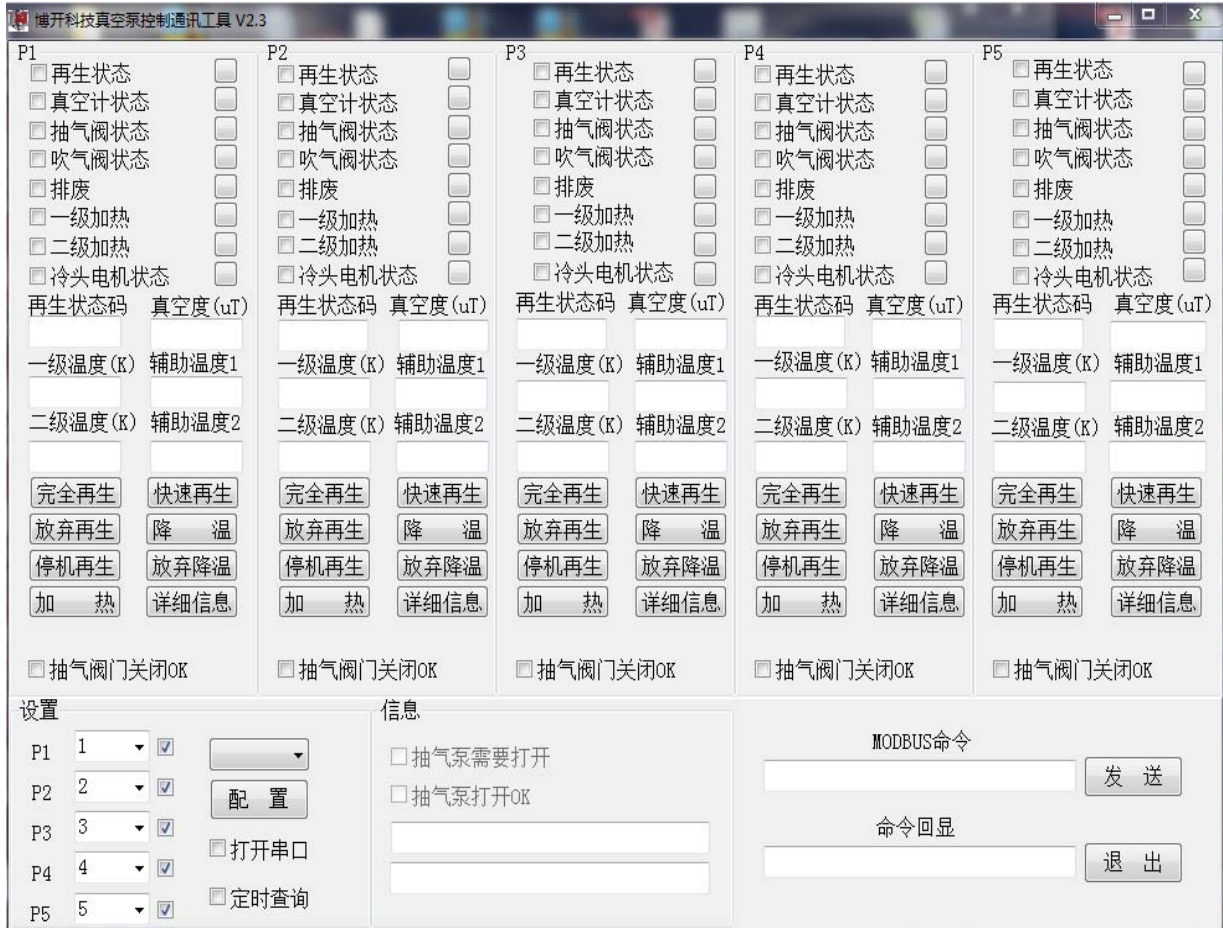 博开科技真空泵控制通讯工具 V2.3
P1
再生状态
真空计状态
抽气阀状态
吹气阀状态
排废
一级加热
二级加热
冷头电机状态
再生状态码 真空度(uT)
一级温度(K) 辅助温度1
二级温度(K) 辅助温度2
完全再生 快速再生
放弃再生 降 温
停机再生 放弃降温
加 热 详细信息
抽气阀门关闭OK
P2
再生状态
真空计状态
抽气阀状态
吹气阀状态
排废
一级加热
二级加热
冷头电机状态
再生状态码 真空度(uT)
一级温度(K) 辅助温度1
二级温度(K) 辅助温度2
完全再生 快速再生
放弃再生 降 温
停机再生 放弃降温
加 热 详细信息
抽气阀门关闭OK
P3
再生状态
真空计状态
抽气阀状态
吹气阀状态
排废
一级加热
二级加热
冷头电机状态
再生状态码 真空度(uT)
一级温度(K) 辅助温度1
二级温度(K) 辅助温度2
完全再生 快速再生
放弃再生 降 温
停机再生 放弃降温
加 热 详细信息
抽气阀门关闭OK
P4
再生状态
真空计状态
抽气阀状态
吹气阀状态
排废
一级加热
二级加热
冷头电机状态
再生状态码 真空度(uT)
一级温度(K) 辅助温度1
二级温度(K) 辅助温度2
完全再生 快速再生
放弃再生 降 温
停机再生 放弃降温
加 热 详细信息
抽气阀门关闭OK
P5
再生状态
真空计状态
抽气阀状态
吹气阀状态
排废
一级加热
二级加热
冷头电机状态
再生状态码 真空度(uT)
一级温度(K) 辅助温度1
二级温度(K) 辅助温度2
完全再生 快速再生
放弃再生 降 温
停机再生 放弃降温
加 热 详细信息
抽气阀门关闭OK
设置
P1 1
P2 2
P3 3
P4 4
P5 5
配 置
打开串口
定时查询
信息
抽气泵需要打开
抽气泵打开OK
MODBUS命令
发 送
命令回显
退 出